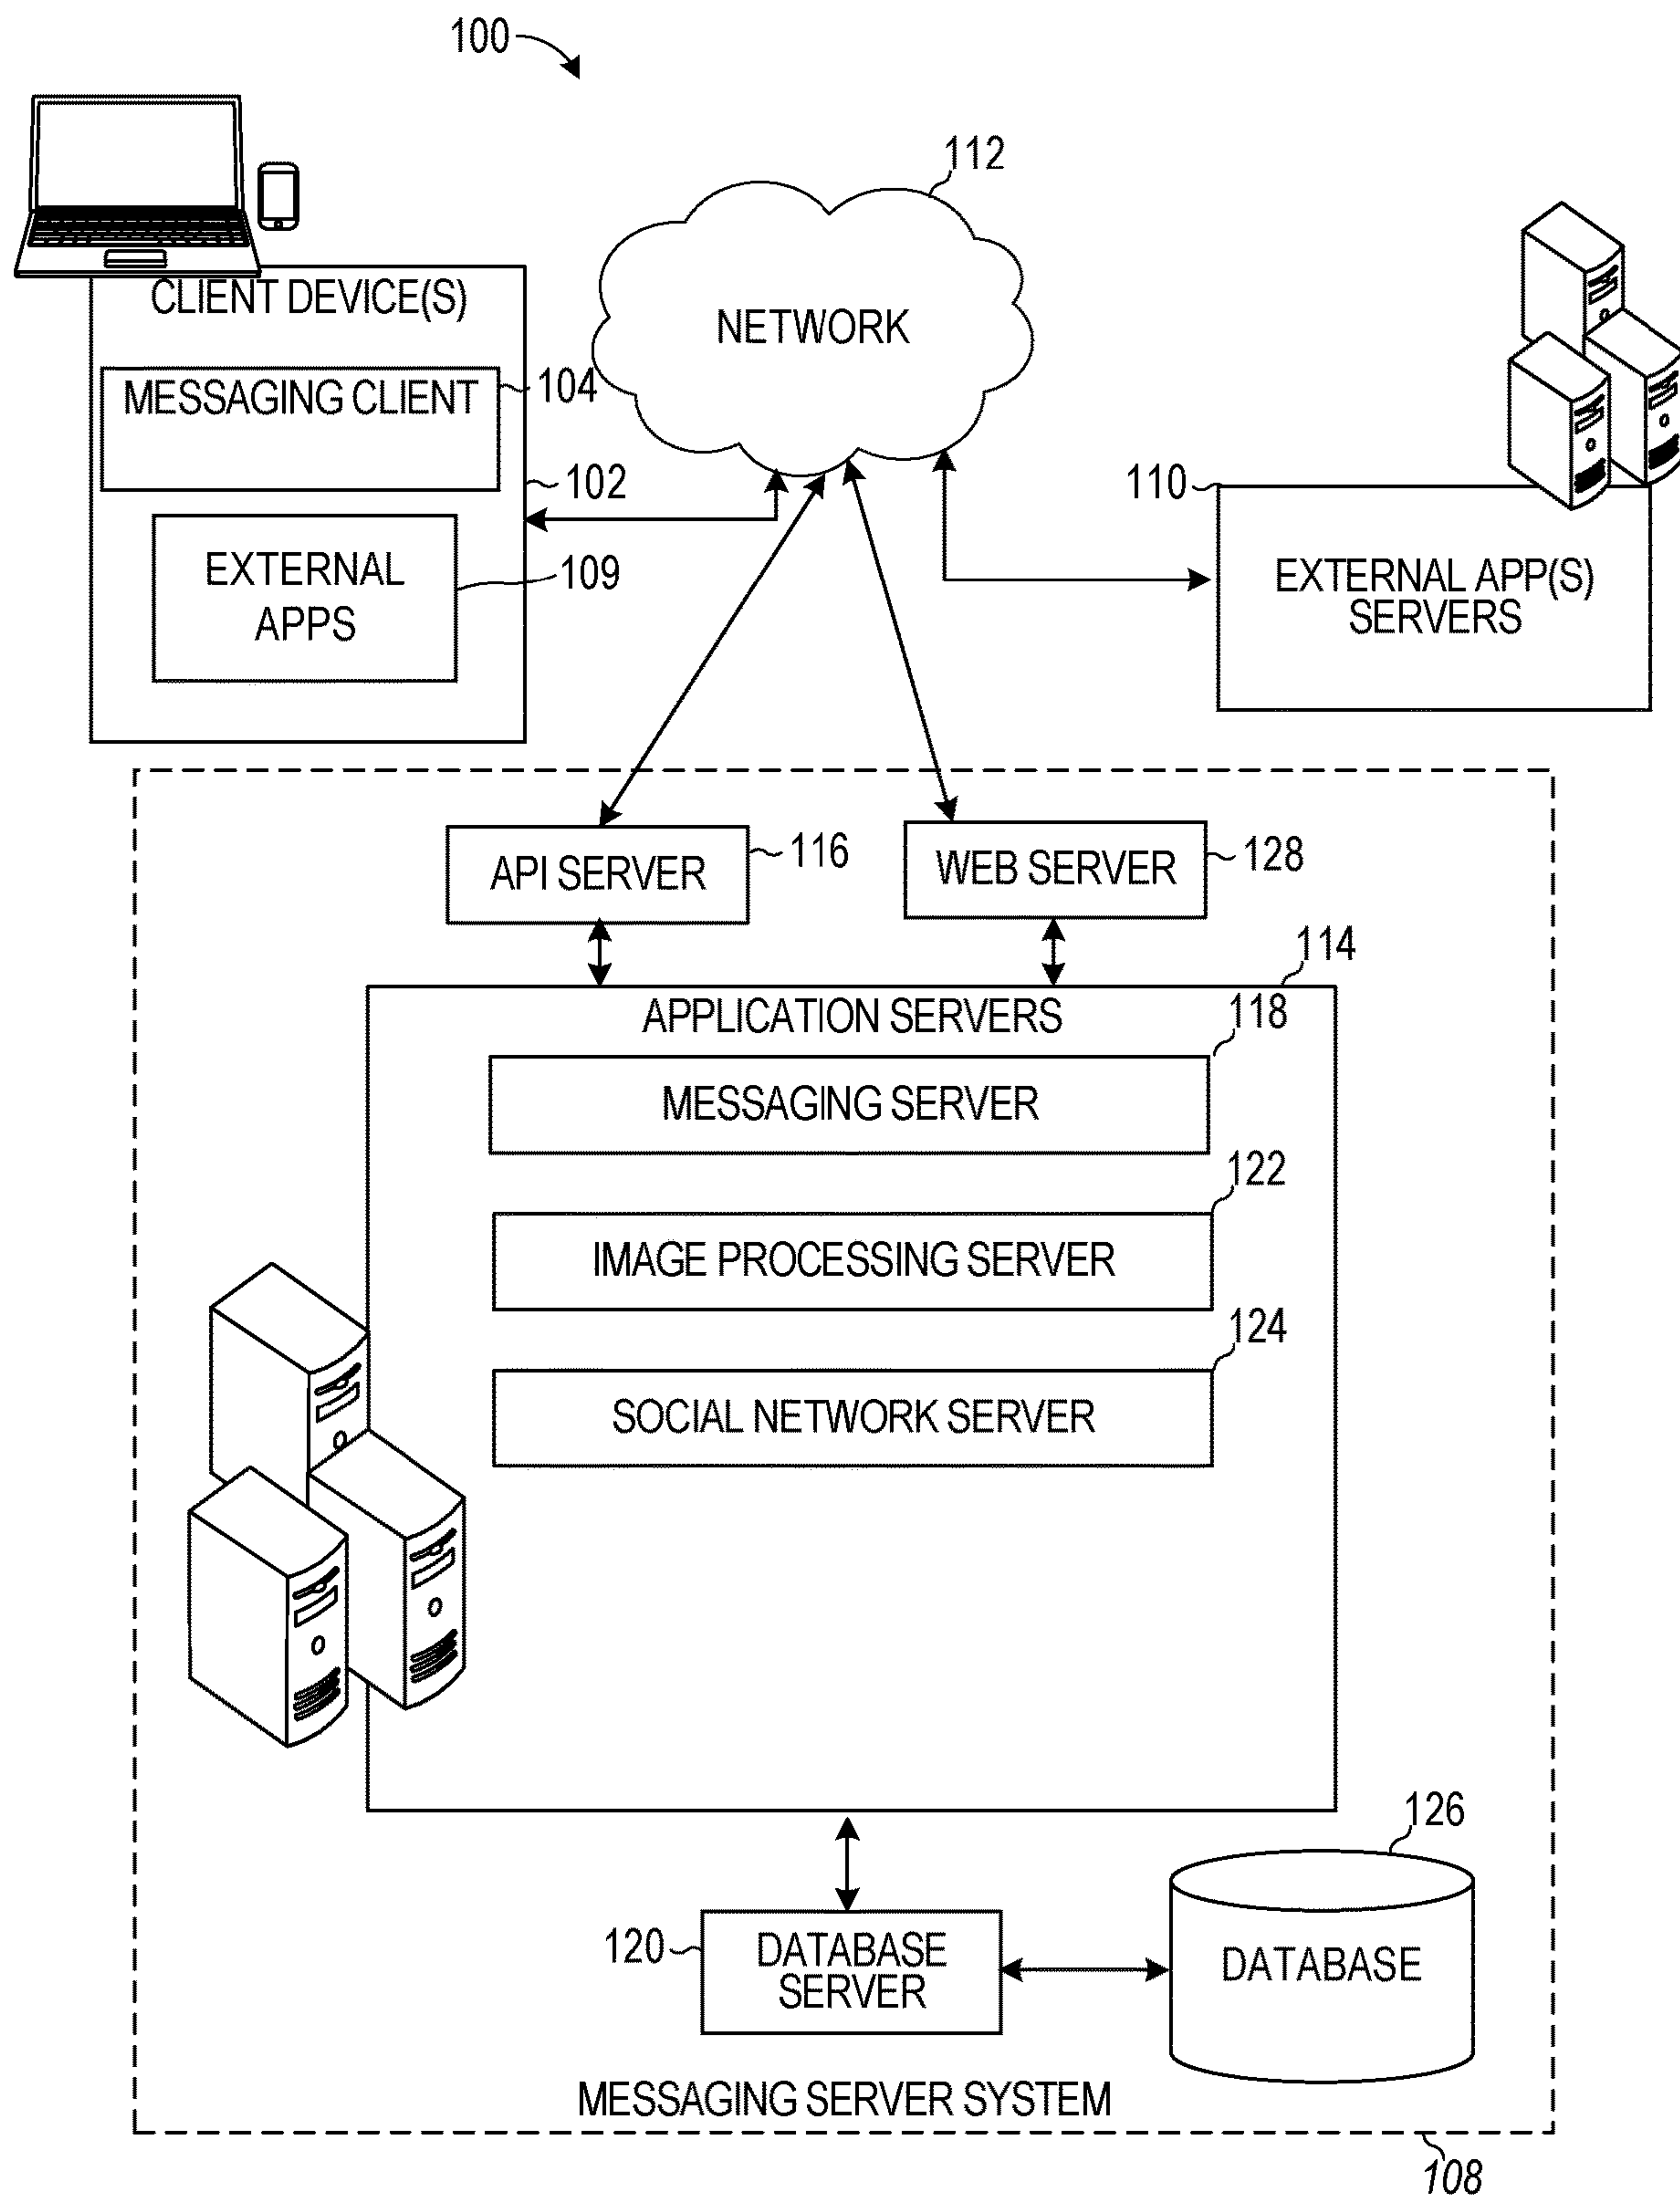 100
112
CLIENT DEVICE(S)
NETWORK
MESSAGING CLIENT
104
102
110
EXTERNAL
APPS
109
EXTERNAL APP(S)
SERVERS
API SERVER
116
WEB SERVER
128
114
APPLICATION SERVERS
118
MESSAGING SERVER
122
IMAGE PROCESSING SERVER
124
SOCIAL NETWORK SERVER
126
120
DATABASE
SERVER
DATABASE
MESSAGING SERVER SYSTEM
108